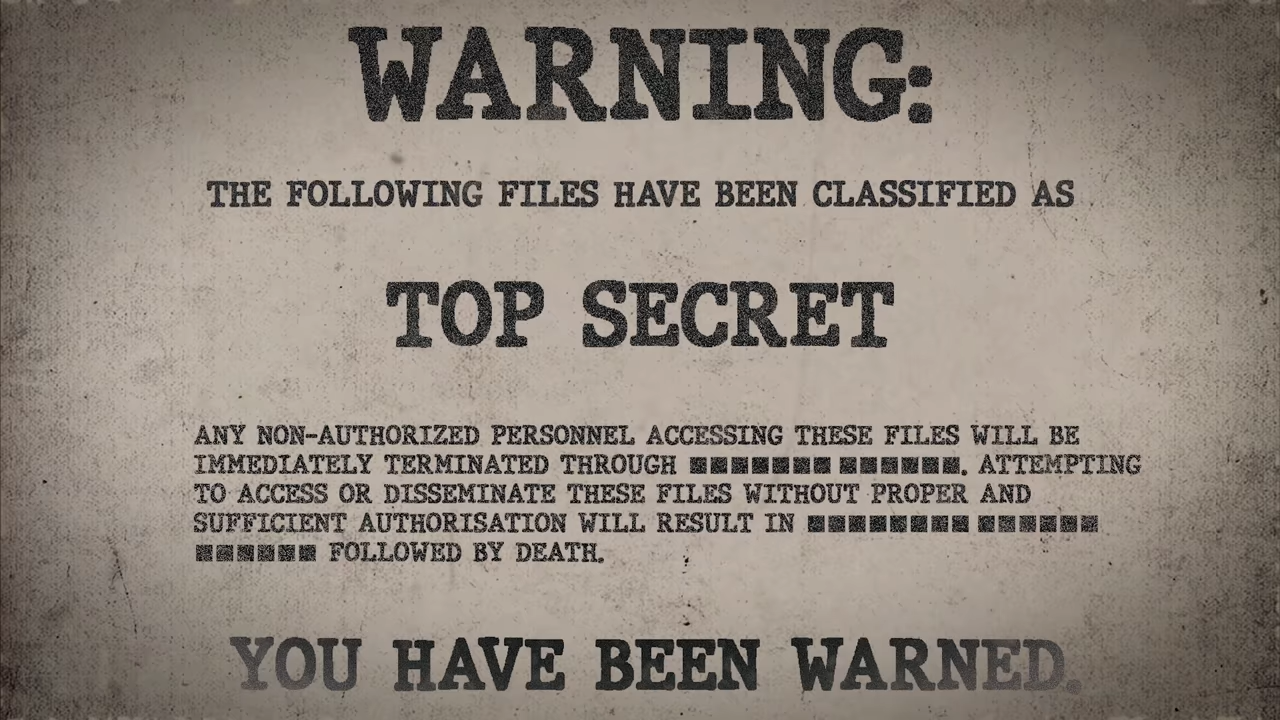 WARNING:
THE FOLLOWING FILES HAVE BEEN CLASSIFIED AS
TOP SECRET
ANY NON-AUTHORIZED PERSONNEL ACCESSING THESE FILES WILL BE
IMMEDIATELY TERMINATED THROUGH ■■■■■■■ ■■■■■■. ATTEMPTING
TO ACCESS OR DISSEMINATE THESE FILES WITHOUT PROPER AND
SUFFICIENT AUTHORISATION WILL RESULT IN ■■■■■■■■ ■■■■■■
■■■■■■ FOLLOWED BY DEATH.
YOU HAVE BEEN WARNED.